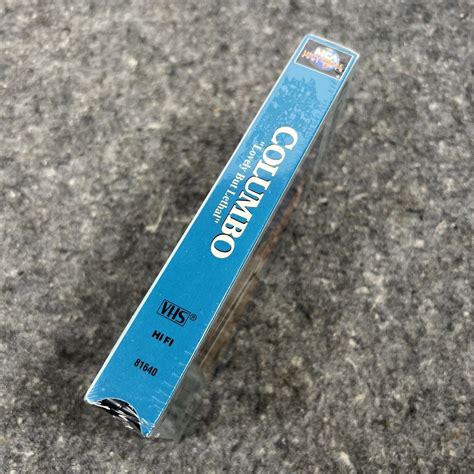 MCA
COLUMBO
"Lovely But Lethal"
VHS®
HI FI
81640